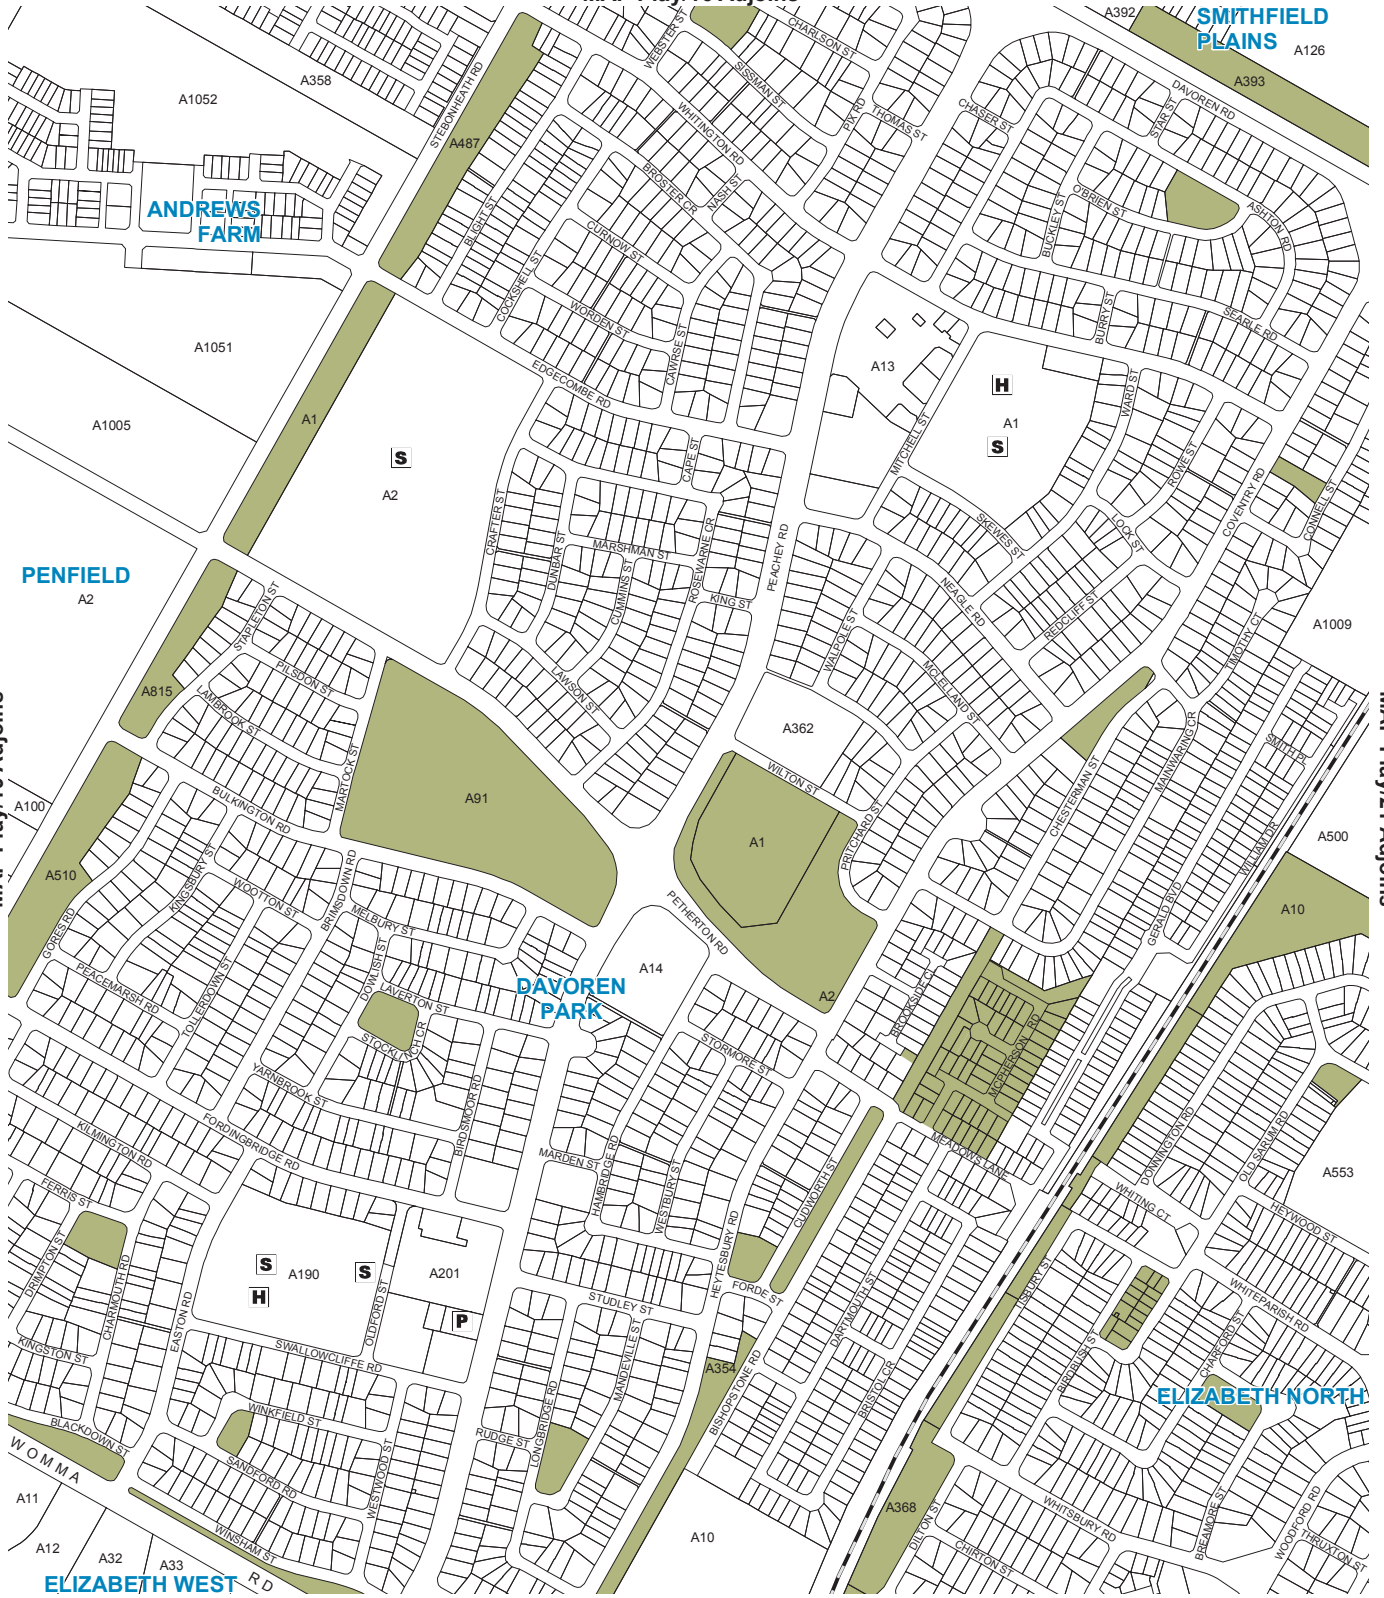 A392
SMITHFIELD
PLAINS
A126
A393
DAVOREN RD
WEBSTER ST
CHARLSON ST
SISSMAN ST
A358
A1052
STEBONHEATH RD
A487
WHITINGTON RD
PIX RD
THOMAS ST
CHASER ST
STAR ST
BROSTER CR
NASH ST
O'BRIEN ST
BUCKLEY ST
ASHTON RD
ANDREWS
FARM
BLIGHT ST
CURNOW ST
COCKSHELL ST
WORDEN ST
CAWRSE ST
BURRY ST
SEARLE RD
A1051
EDGECOMBE RD
A13
H
A1
S
WARD ST
A1
A1005
MITCHELL ST
S
A2
CAPE ST
ROWE ST
COVENTRY RD
CONNELL ST
CRAFTER ST
DUNBAR ST
MARSHMAN ST
ROSEWARNE CR
PEACHEY RD
SKEWES ST
LOCK ST
PENFIELD
A2
CUMMINS ST
KING ST
NEAGLE RD
REDCLIFF ST
STAPLETON ST
WALPOLE ST
TIMOTHY CT
A1009
PILSDON ST
LAWSON ST
MCLELLAND ST
A815
LAMBROOK ST
A362
MAINWARING CR
SMITH PL
MARTOCK ST
WILTON ST
CHESTERMAN ST
A100
BULKINGTON RD
A91
A1
PRITCHARD ST
WILLIAM DR
A500
A510
KINGSBURY ST
WOOTTON ST
BRIMSDOWN RD
MELBURY ST
PETHERTON RD
GERALD BVD
A10
GORES RD
PEACEMARSH RD
TOLLERDOWN ST
DOWLISH ST
LAVERTON ST
DAVOREN
PARK
A14
A2
BROOKSIDE CL
STOCKLINCH CR
STORMORE ST
MCPHERSON RD
YARNBROOK ST
BIRDSMOOR RD
FORDINGBRIDGE RD
KILMINGTON RD
MARDEN ST
HAMBRIDGE RD
WESTBURY ST
CUDWORTH ST
MEADOWS LANE
DONNINGTON RD
OLD SARUM RD
A553
FERRIS ST
WHITING CT
HEYWOOD ST
DRIMPTON ST
CHARMOUTH RD
S
A190
S
H
A201
P
OLDFORD ST
HEYTESBURY RD
FORDE ST
TISBURY ST
WHITEPARISH RD
EASTON RD
STUDLEY ST
DARTMOUTH ST
P
CHARFORD ST
KINGSTON ST
SWALLOWCLIFFE RD
MANDEVILLE ST
A354
BISHOPSTONE RD
BRISTOL CR
BIRDBUSH S
ELIZABETH NORTH
BLACKDOWN ST
WINKFIELD ST
RUDGE ST
LONGBRIDGE RD
WOMMA
SANDFORD RD
WESTWOOD ST
A11
A368
DILTON ST
WHITSBURY RD
BREAMORE ST
WOODFORD RD
THRUXTON ST
WINSHAM ST
A10
CHIRTON ST
A12
A32
A33
RD
ELIZABETH WEST